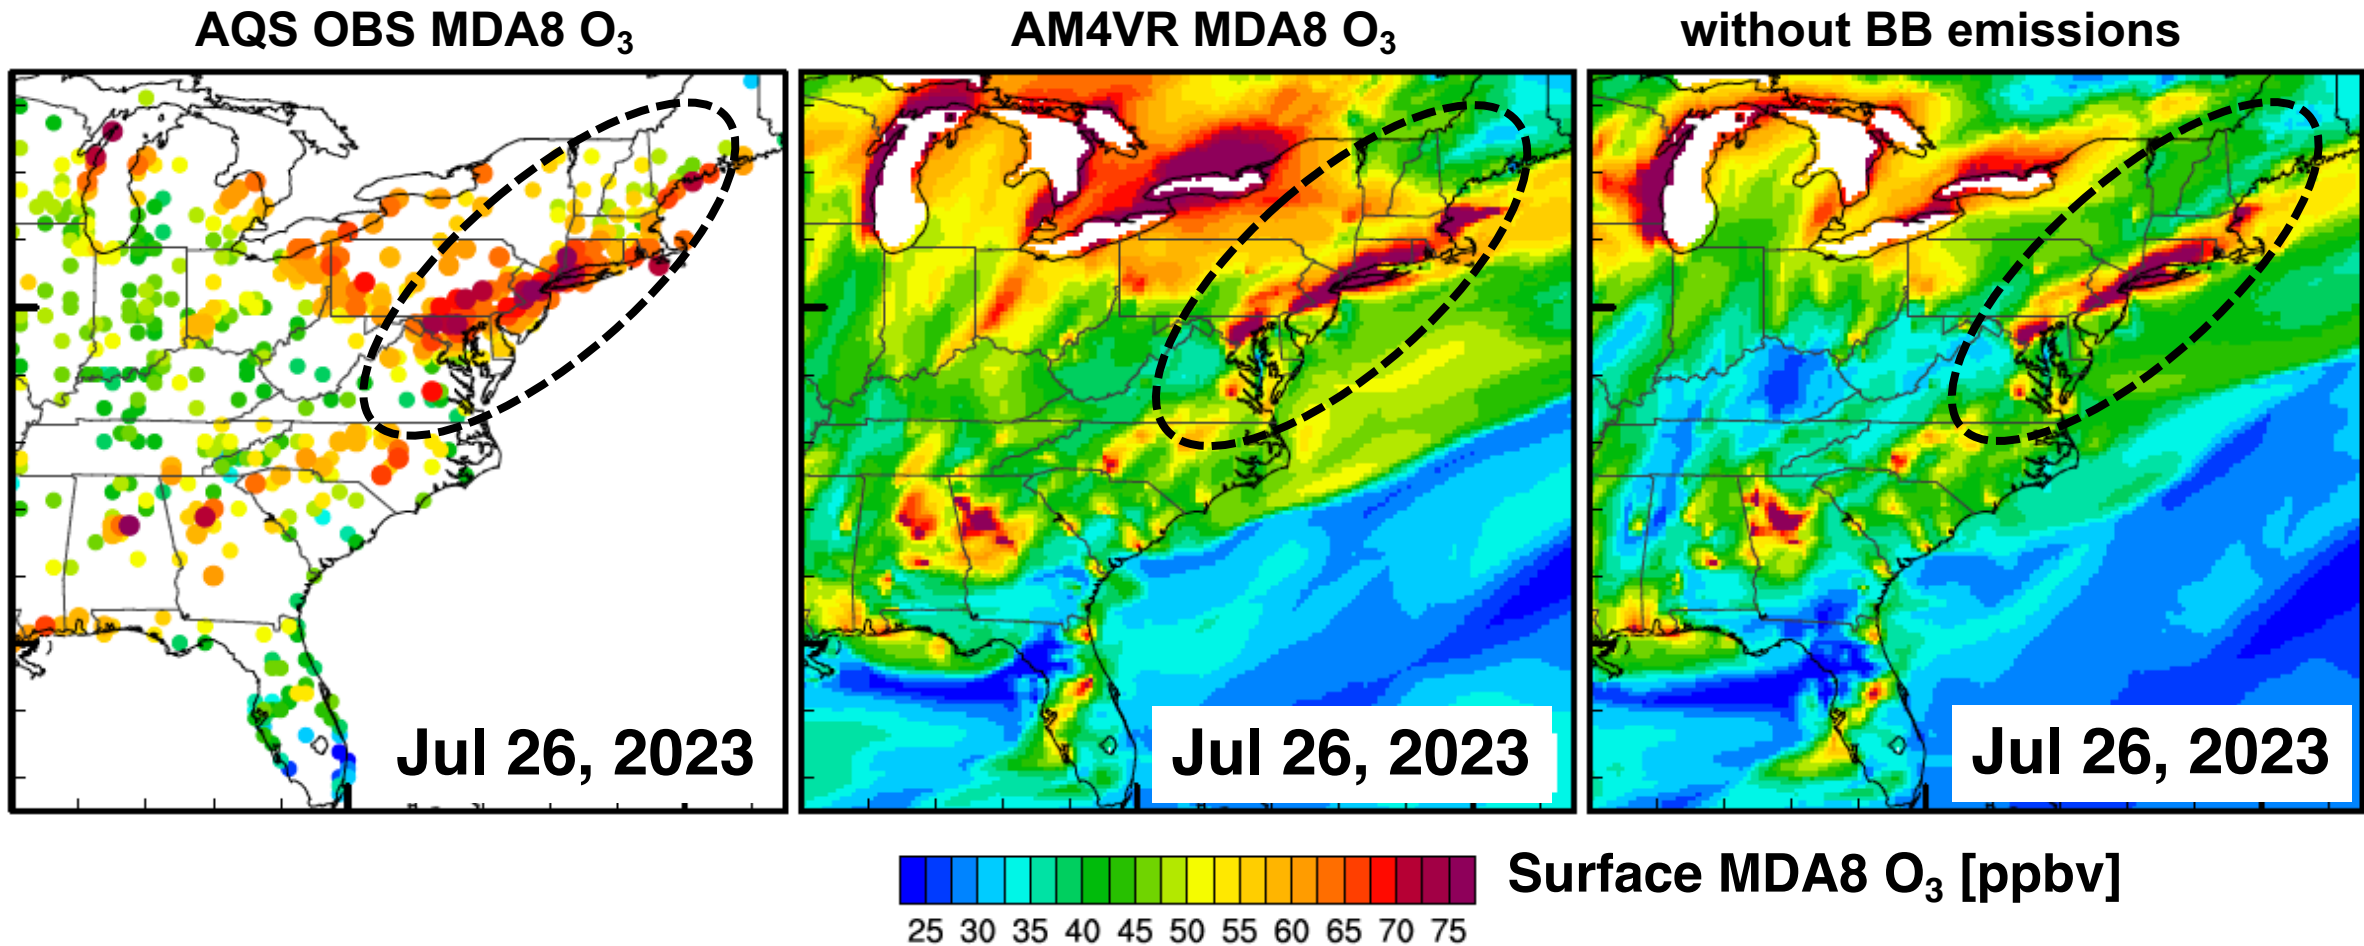 AQS OBS MDA8 O₃
AM4VR MDA8 O₃
without BB emissions
Jul 26, 2023
Jul 26, 2023
Jul 26, 2023
Surface MDA8 O₃ [ppbv]
25 30 35 40 45 50 55 60 65 70 75